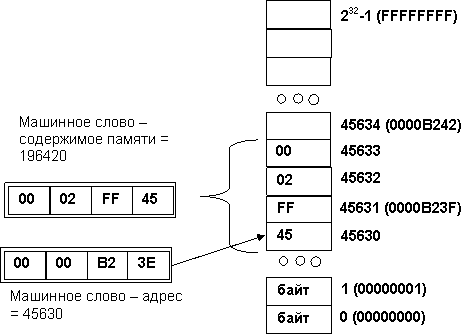 2³²-1 (FFFFFFFF)
Машинное слово –
содержимое памяти =
196420
45634 (0000B242)
00 45633
02 45632
FF 45631 (0000B23F)
45 45630
00 02 FF 45
00 00 B2 3E
Машинное слово – адрес
= 45630
байт 1 (00000001)
байт 0 (00000000)